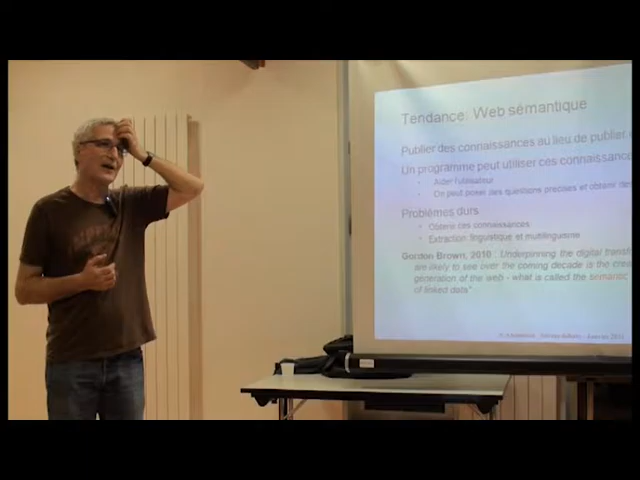 Tendance: Web sémantique
Publier des connaissances au lieu de publier
Un programme peut utiliser ces connaissances
- Aider l'utilisateur
- On peut poser des questions précises et obtenir
Problèmes durs
- Obtenir ces connaissances
- Extraction linguistique et multilinguisme
Gordon Brown, 2010 : "Underpinning the digital
are likely to see over the coming decade is the
generation of the web - what is called the semantic
of linked data"